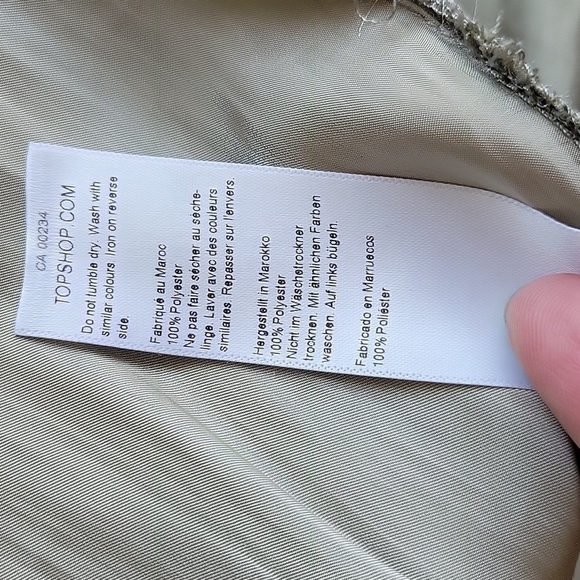 CA 00234
TOPSHOP.COM
Do not tumble dry. Wash with
similar colours. Iron on reverse
side.
Fabriqué au Maroc
100% Polyester
Ne pas faire sécher au sèche-
linge. Laver avec des couleurs
similaires. Repasser sur l'envers.
Hergestellt in Marokko
100% Polyester
Nicht im Wäschetrockner
trocknen. Mit ähnlichen Farben
waschen. Auf links bügeln.
Fabricado en Marruecos
100% Poliéster